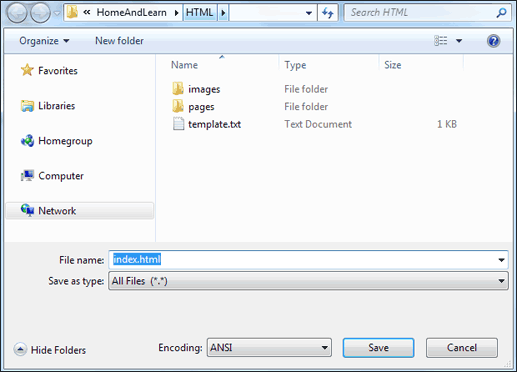 « HomeAndLearn ▸ HTML ▸ Search HTML
Organize ▾ New folder
Name Type Size
Favorites
Libraries
Homegroup
Computer
Network
images File folder
pages File folder
template.txt Text Document 1 KB
File name: index.html
Save as type: All Files (*.*)
Hide Folders Encoding: ANSI Save Cancel